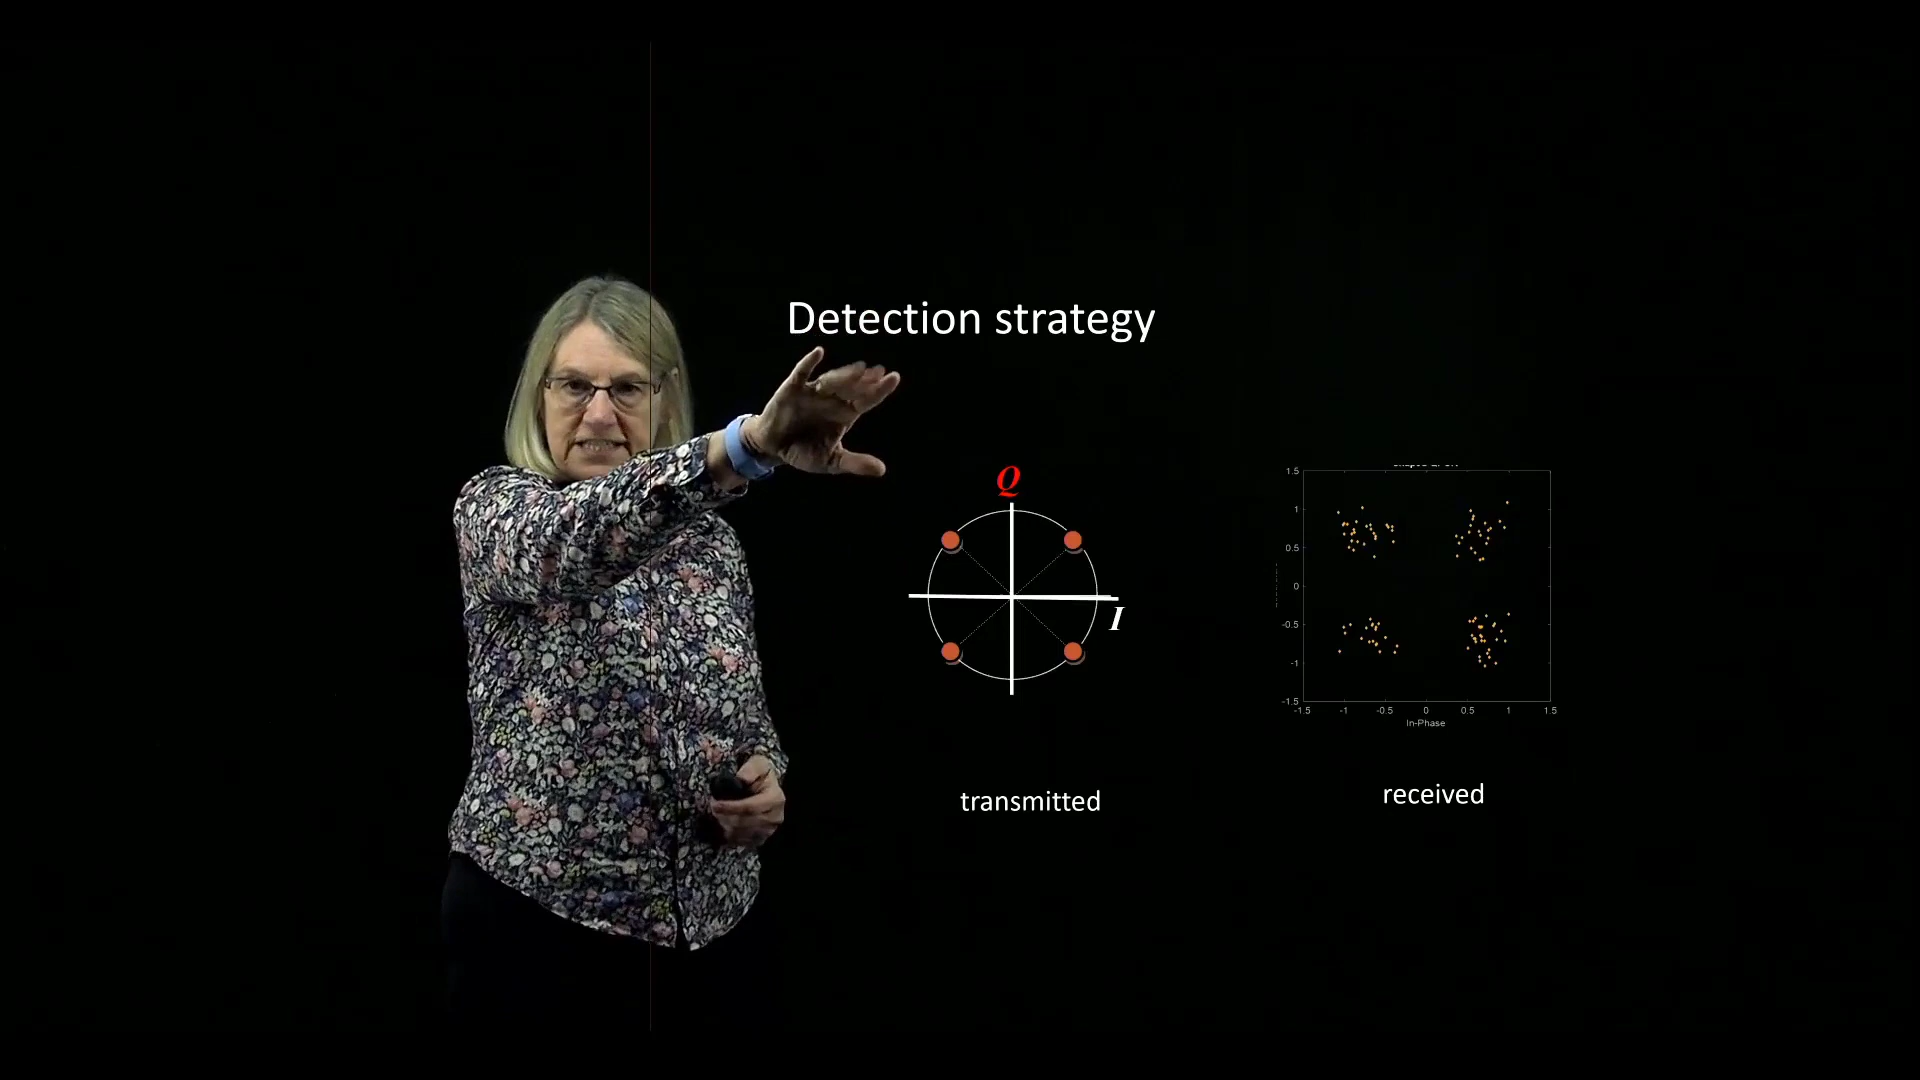 Detection strategy
Q
I
1.5
1
0.5
0
-0.5
-1
-1.5
-1.5 -1 -0.5 0 0.5 1 1.5
In-Phase
transmitted
received